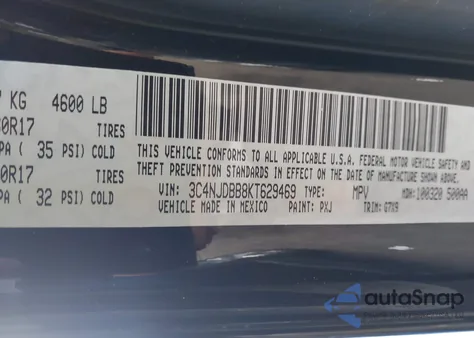 KG 4600 LB
0R17 TIRES
PA ( 35 PSI) COLD
0R17 TIRES
PA ( 32 PSI) COLD
THIS VEHICLE CONFORMS TO ALL APPLICABLE U.S.A. FEDERAL MOTOR VEHICLE SAFETY AND
THEFT PREVENTION STANDARDS IN EFFECT ON THE DATE OF MANUFACTURE SHOWN ABOVE.
VIN: 3C4NJDBB8KT629469 TYPE: MPV MDH: 100320 500AA
VEHICLE MADE IN MEXICO PAINT: PXJ TRIM: GTX9
autoSnap